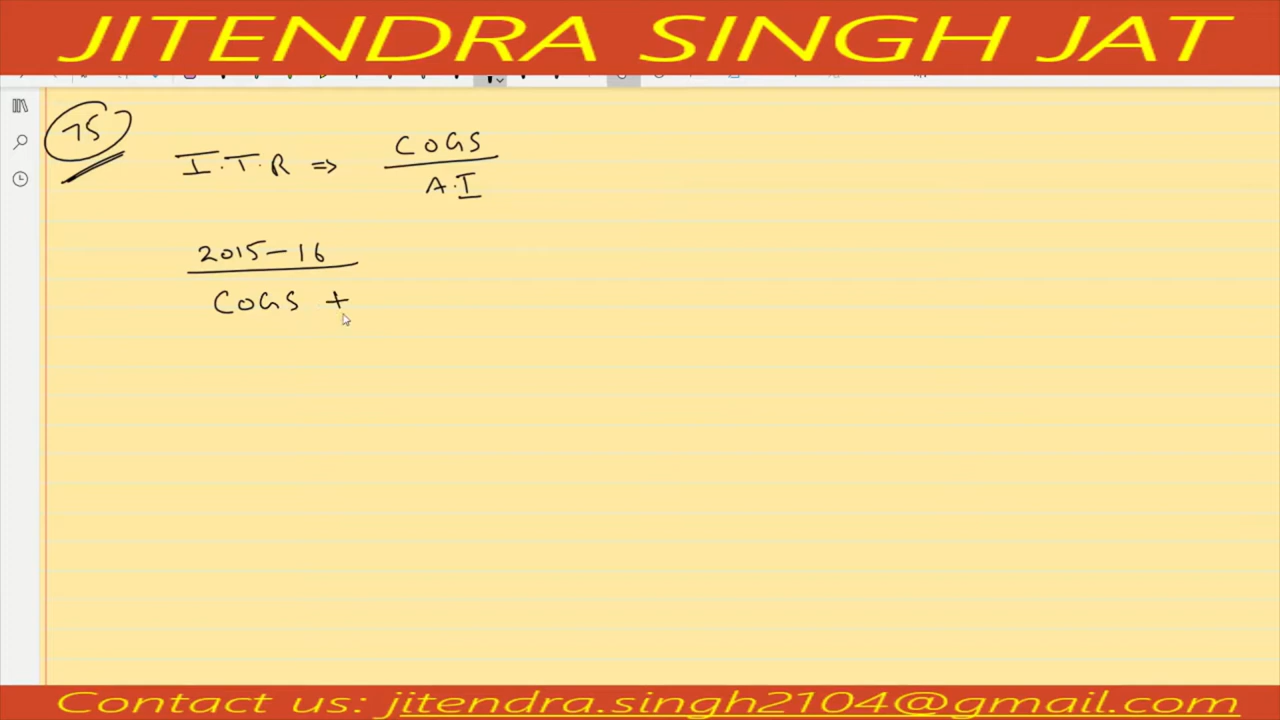 JITENDRA SINGH JAT
75
I.T.R ⇒ COGS
A.I
2015-16
COGS +
Contact us: jitendra.singh2104@gmail.com